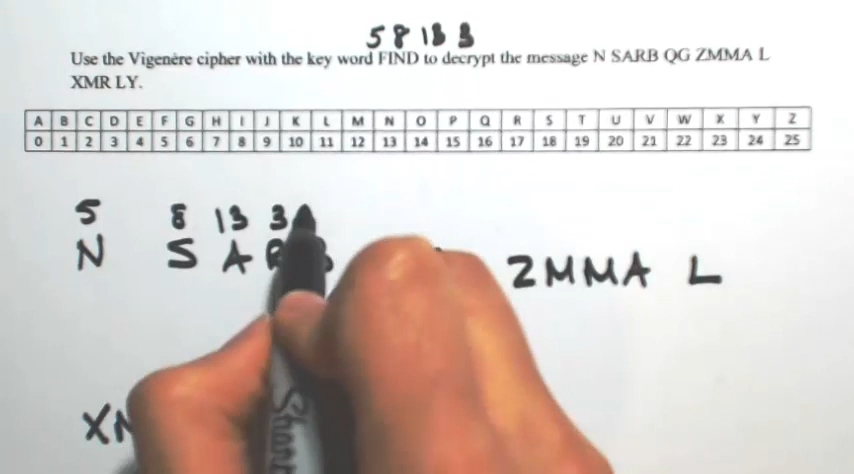 5 8 13 3
Use the Vigenère cipher with the key word FIND to decrypt the message N SARB QG ZMMA L
XMR LY.
A B C D E F G H I J K L M N O P Q R S T U V W X Y Z
0 1 2 3 4 5 6 7 8 9 10 11 12 13 14 15 16 17 18 19 20 21 22 23 24 25
5 8 13 3
N S A ZMMA L